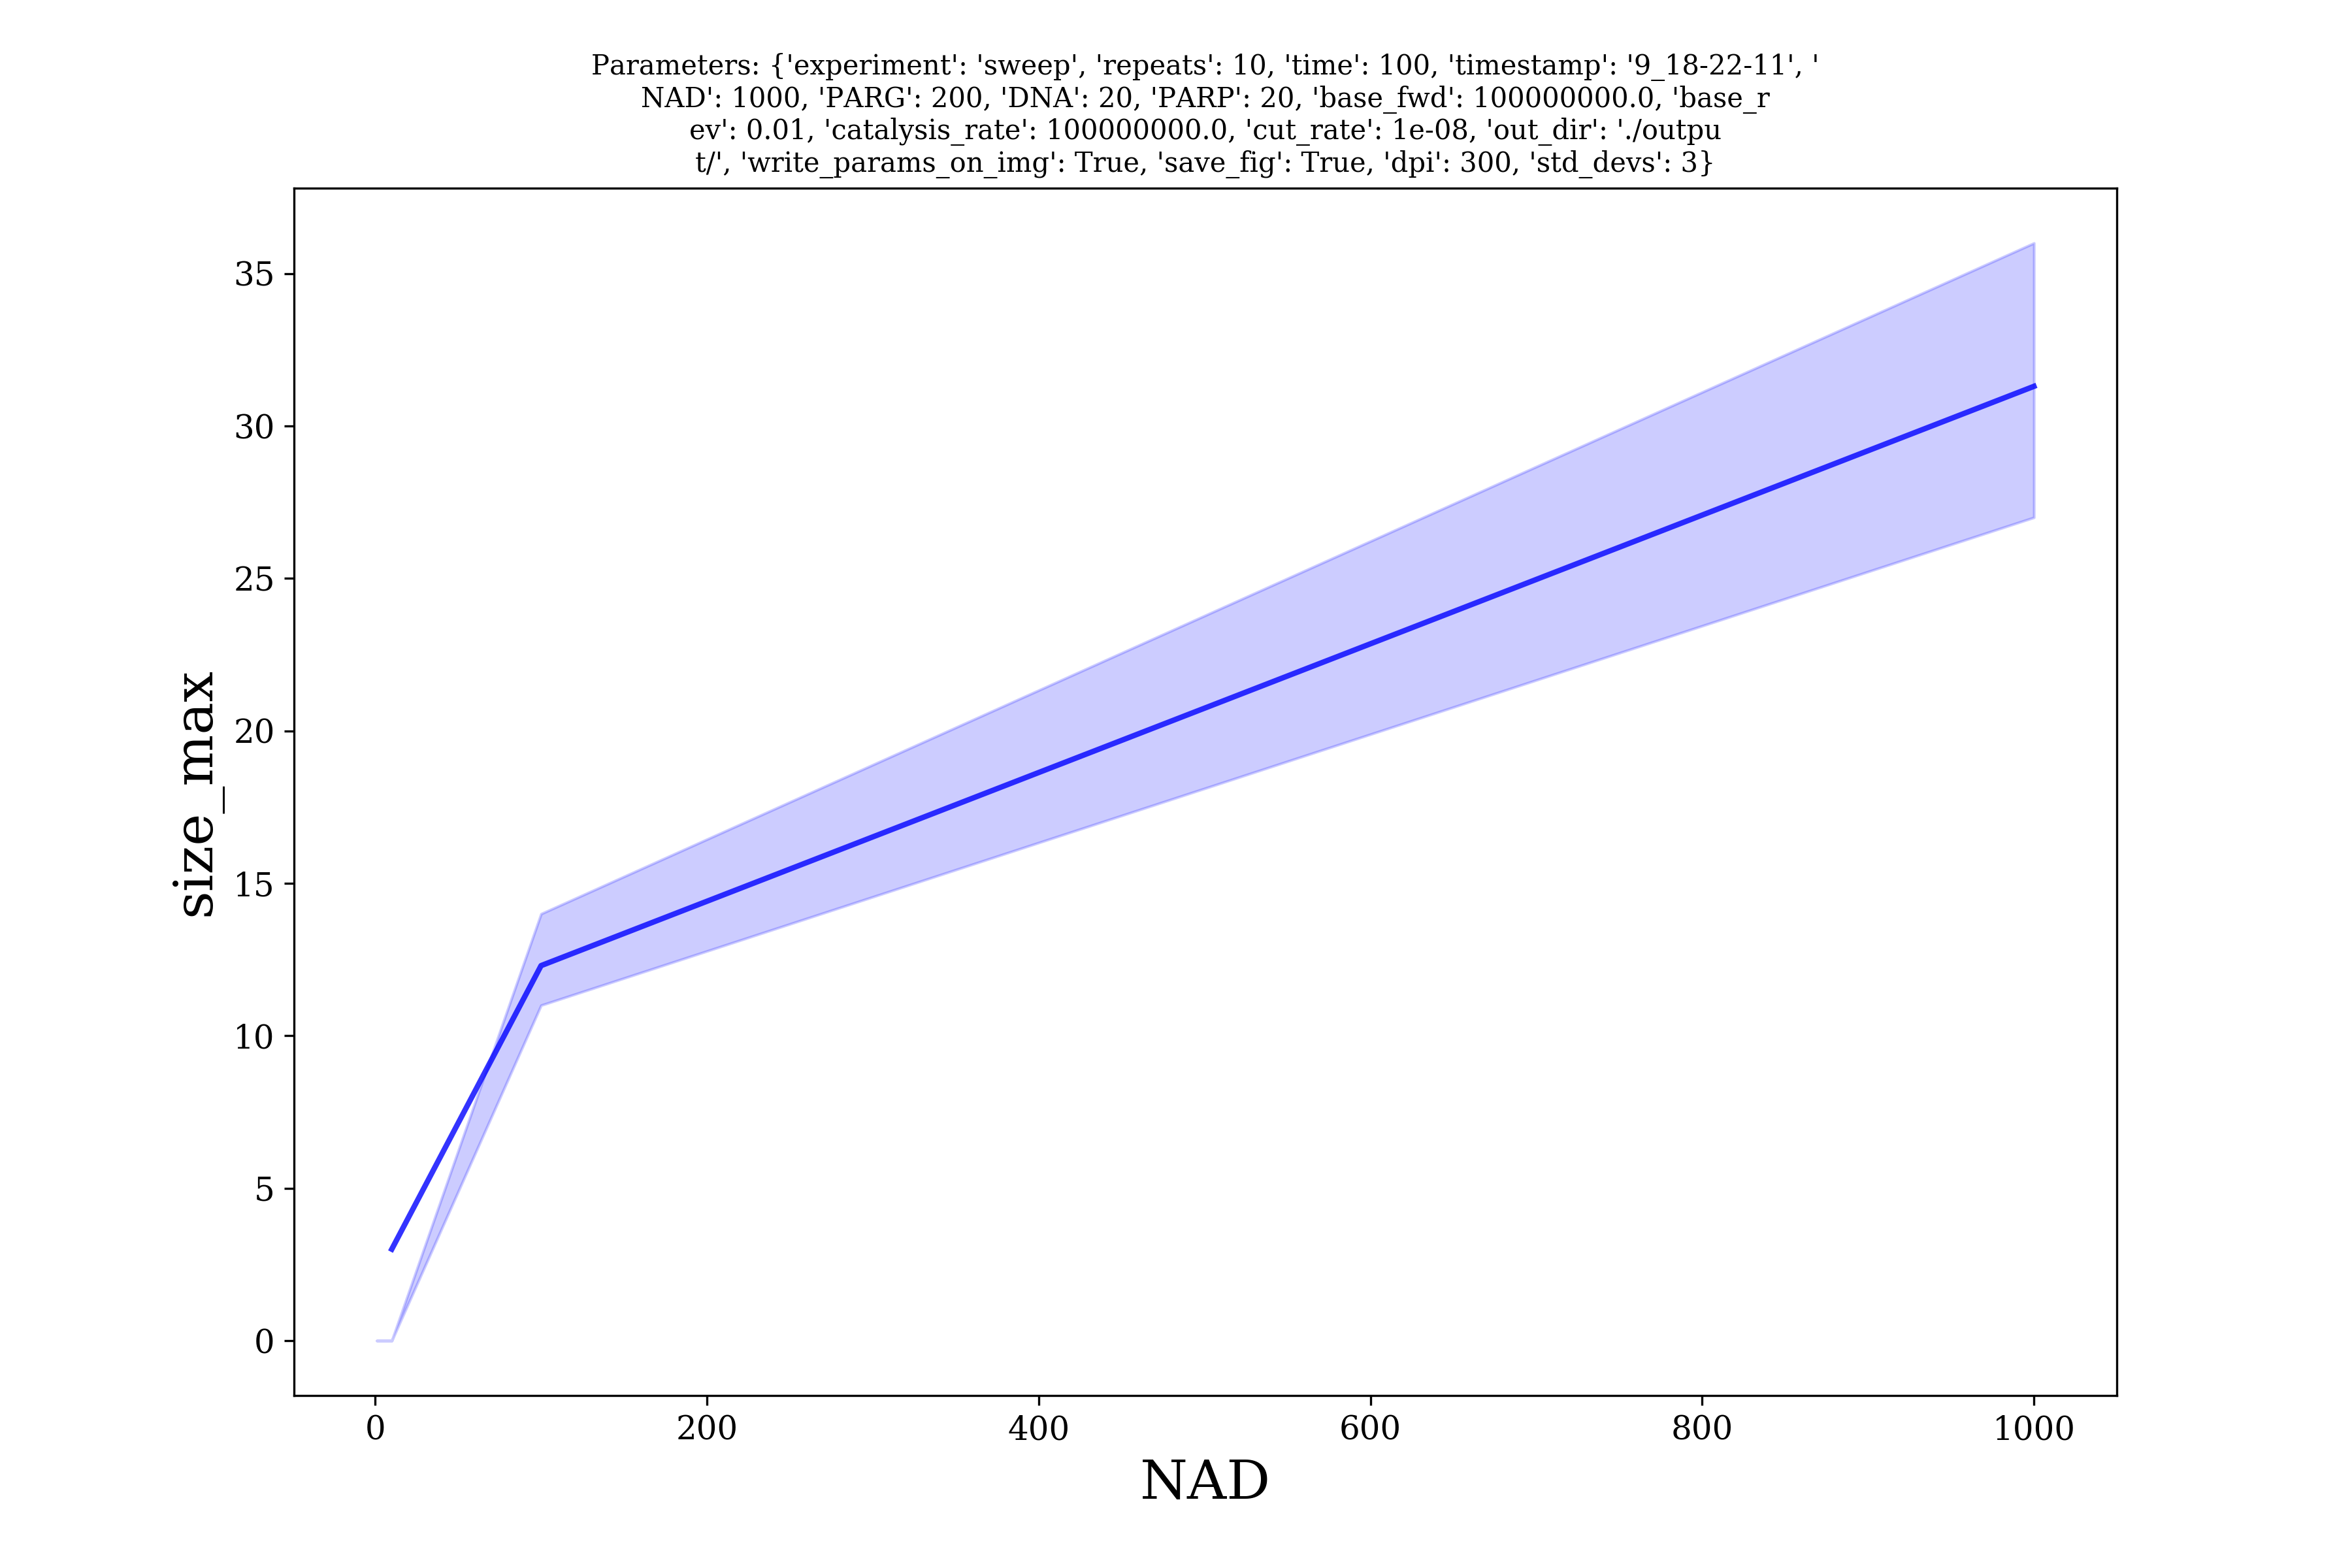 Parameters: {'experiment': 'sweep', 'repeats': 10, 'time': 100, 'timestamp': '9_18-22-11', '
NAD': 1000, 'PARG': 200, 'DNA': 20, 'PARP': 20, 'base_fwd': 100000000.0, 'base_r
ev': 0.01, 'catalysis_rate': 100000000.0, 'cut_rate': 1e-08, 'out_dir': './outpu
t/', 'write_params_on_img': True, 'save_fig': True, 'dpi': 300, 'std_devs': 3}
35
30
25
20
15
10
5
0
size_max
0 200 400 600 800 1000
NAD